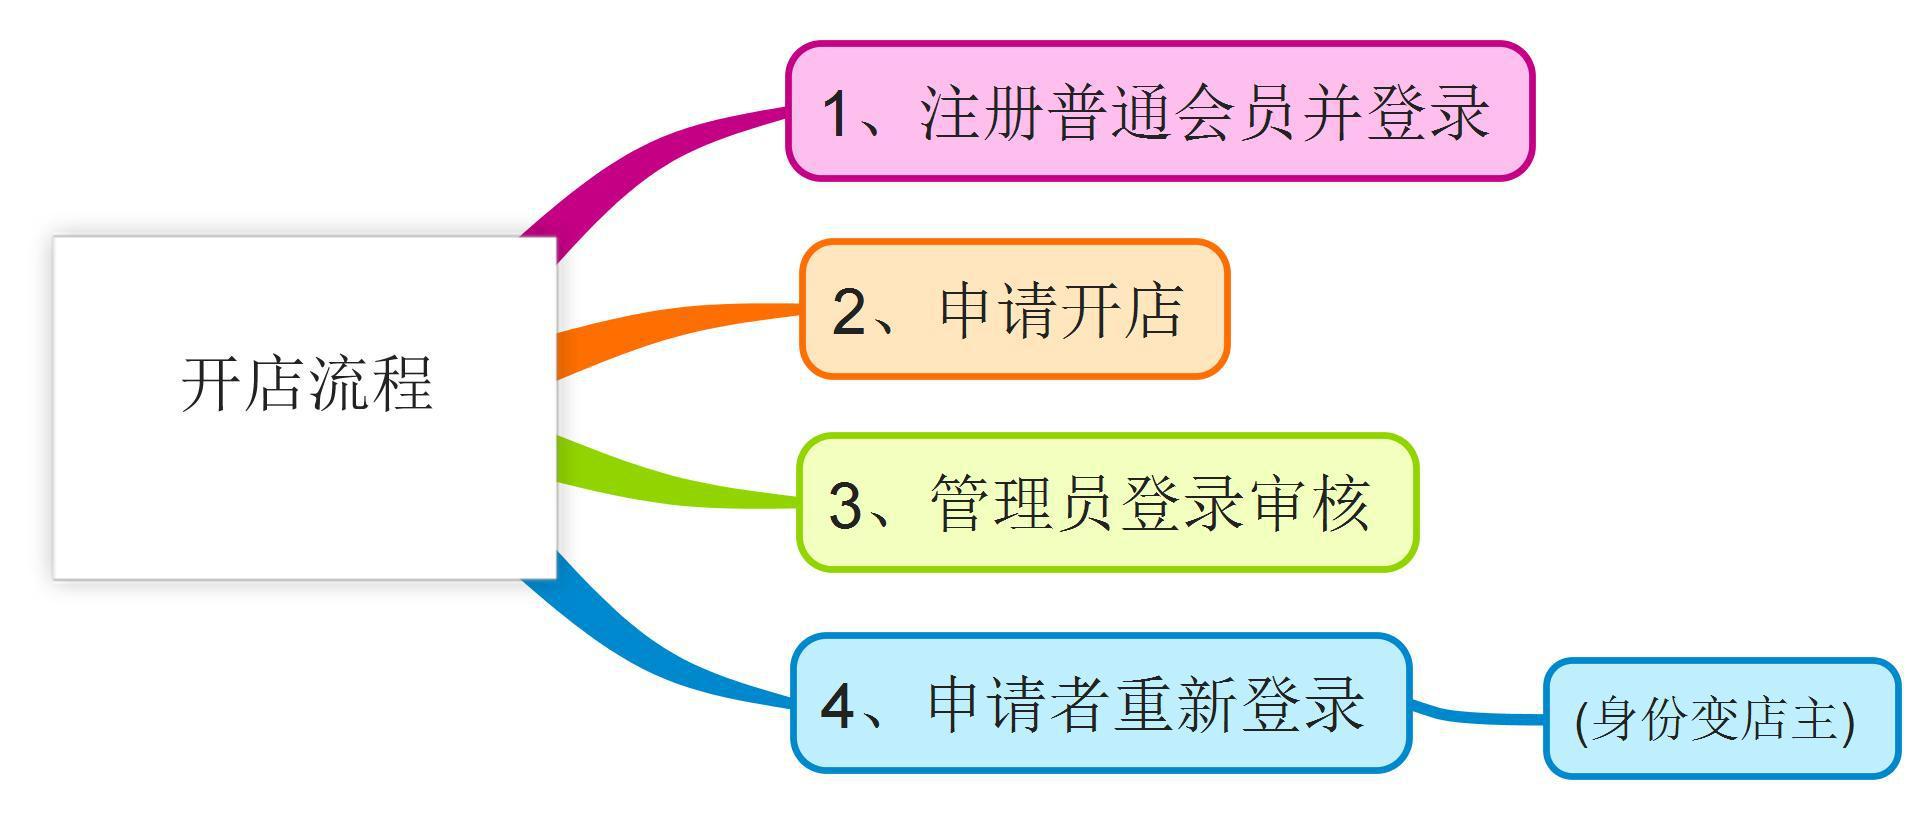 开店流程
1、注册普通会员并登录
2、申请开店
3、管理员登录审核
4、申请者重新登录
(身份变店主)